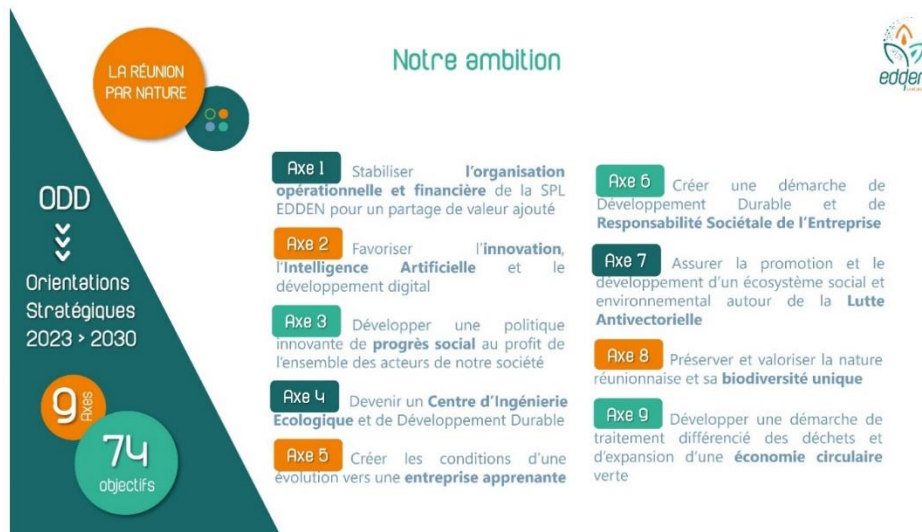 LA RÉUNION
PAR NATURE
Notre ambition
edden
ODD
Orientations
Stratégiques
2023 > 2030
9 Axes
74
objectifs
Axe 1 Stabiliser l'organisation
opérationnelle et financière de la SPL
EDDEN pour un partage de valeur ajouté
Axe 2 Favoriser l'innovation,
l'Intelligence Artificielle et le
développement digital
Axe 3 Développer une politique
innovante de progrès social au profit de
l'ensemble des acteurs de notre société
Axe 4 Devenir un Centre d'Ingénierie
Ecologique et de Développement Durable
Axe 5 Créer les conditions d'une
évolution vers une entreprise apprenante
Axe 6 Créer une démarche de
Développement Durable et de
Responsabilité Sociétale de l'Entreprise
Axe 7 Assurer la promotion et le
développement d'un écosystème social et
environnemental autour de la Lutte
Antivectorielle
Axe 8 Préserver et valoriser la nature
réunionnaise et sa biodiversité unique
Axe 9 Développer une démarche de
traitement différencié des déchets et
d'expansion d'une économie circulaire
verte